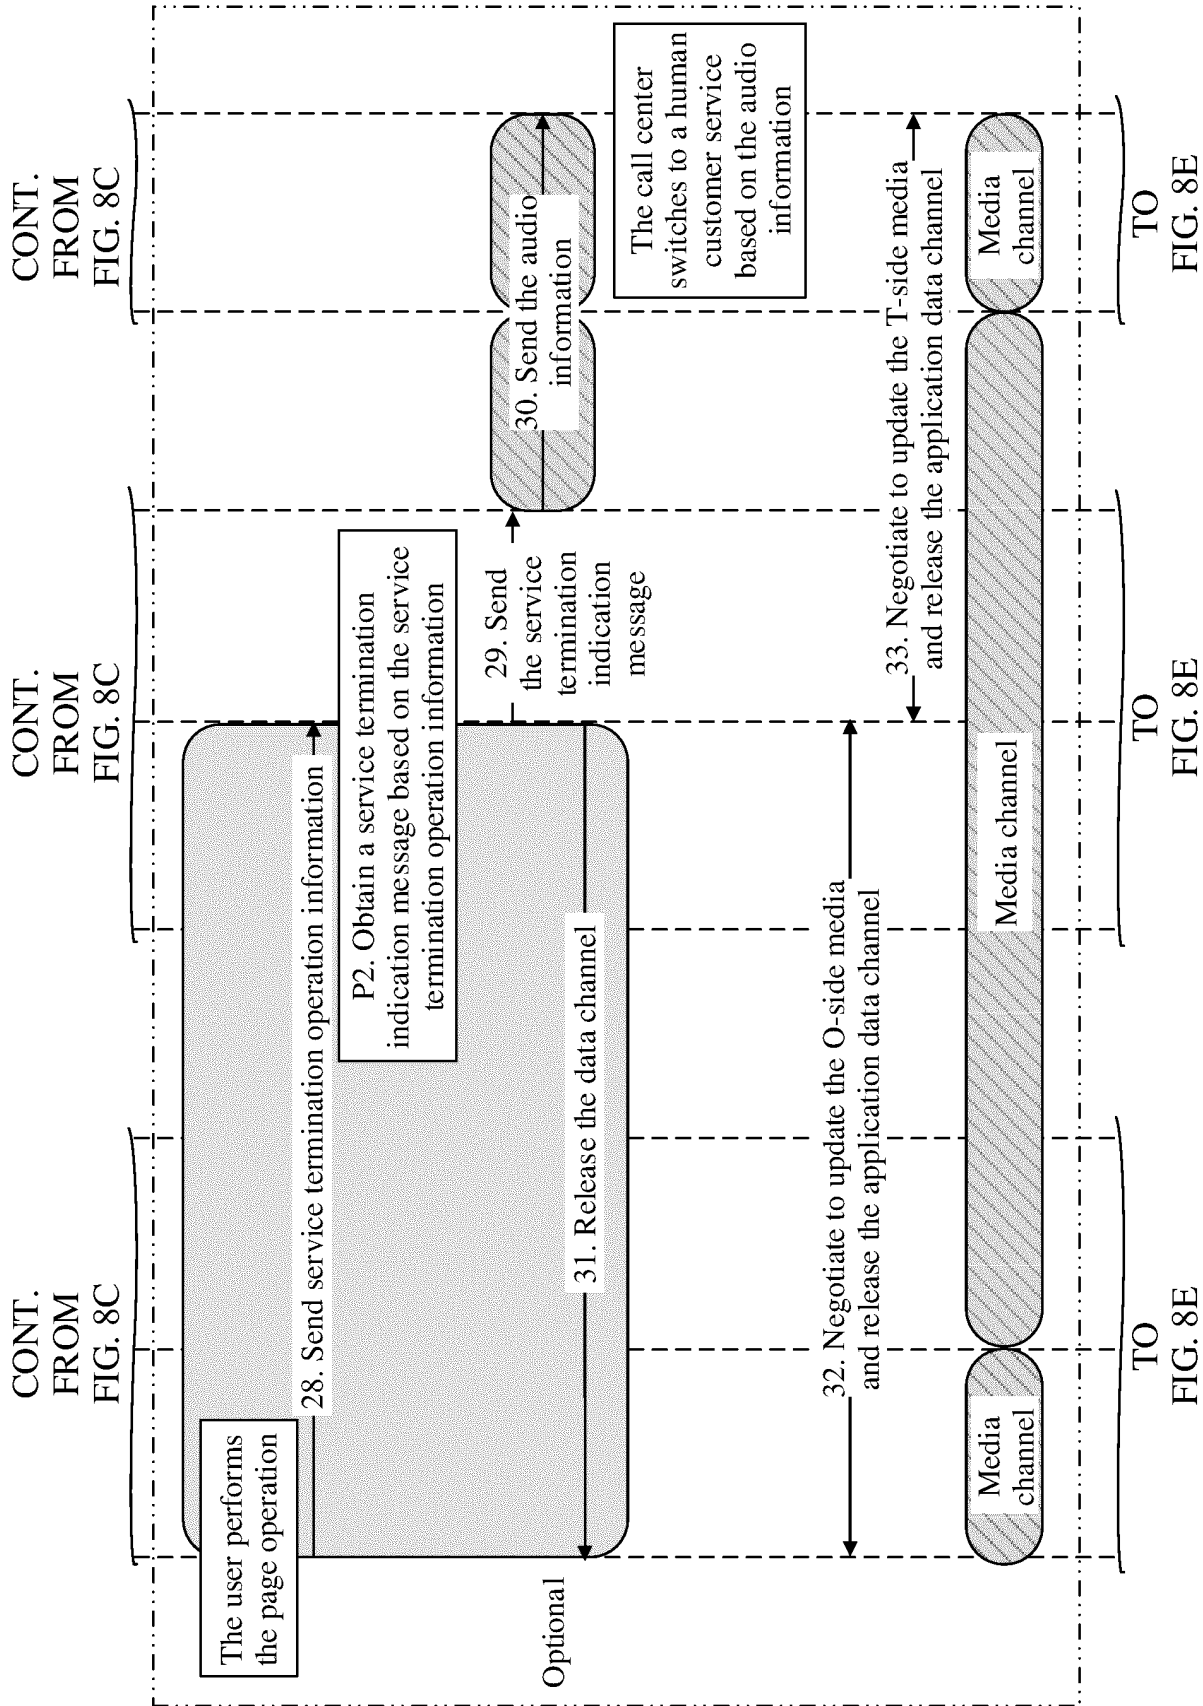 CONT.
FROM
FIG. 8C
CONT.
FROM
FIG. 8C
CONT.
FROM
FIG. 8C
The user performs
the page operation
28. Send service termination operation information
P2. Obtain a service termination
indication message based on the service
termination operation information
29. Send
the service
termination
indication
message
30. Send the audio
information
The call center
switches to a human
customer service
based on the audio
information
Optional
31. Release the data channel
32. Negotiate to update the O-side media
and release the application data channel
33. Negotiate to update the T-side media
and release the application data channel
Media
channel
Media channel
Media
channel
TO
FIG. 8E
TO
FIG. 8E
TO
FIG. 8E